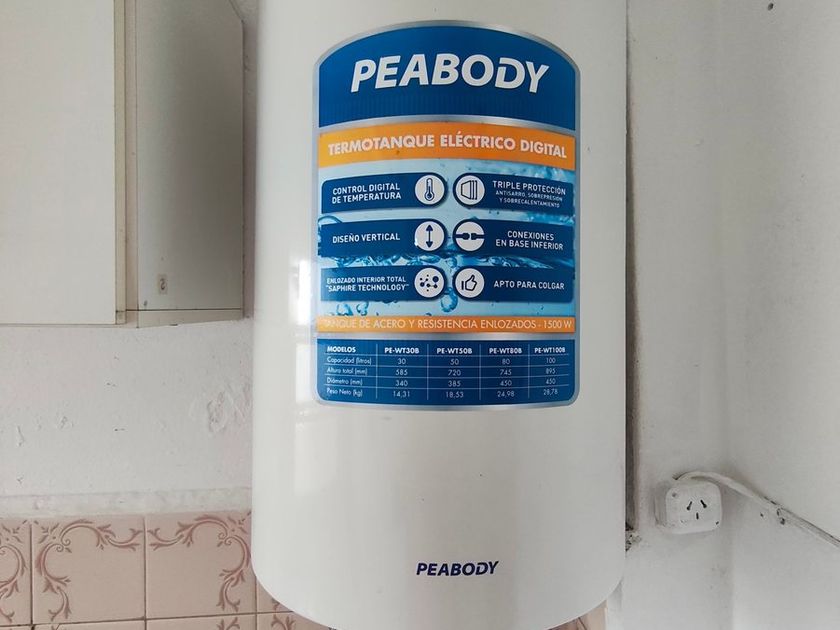 PEABODY
TERMOTANQUE ELÉCTRICO DIGITAL
CONTROL DIGITAL
DE TEMPERATURA
TRIPLE PROTECCIÓN
ANTISARRO, SOBREPRESIÓN
Y SOBRECALENTAMIENTO
DISEÑO VERTICAL
CONEXIONES
EN BASE INFERIOR
ENLOZADO INTERIOR TOTAL
"SAPHIRE TECHNOLOGY"
APTO PARA COLGAR
TANQUE DE ACERO Y RESISTENCIA ENLOZADOS - 1500 W
MODELOS PE-WT30B PE-WT50B PE-WT80B PE-WT100B
Capacidad (litros) 30 50 80 100
Altura total (mm) 585 720 745 895
Diámetro (mm) 340 385 450 450
Peso Neto (kg) 14,31 18,53 24,98 28,78
PEABODY